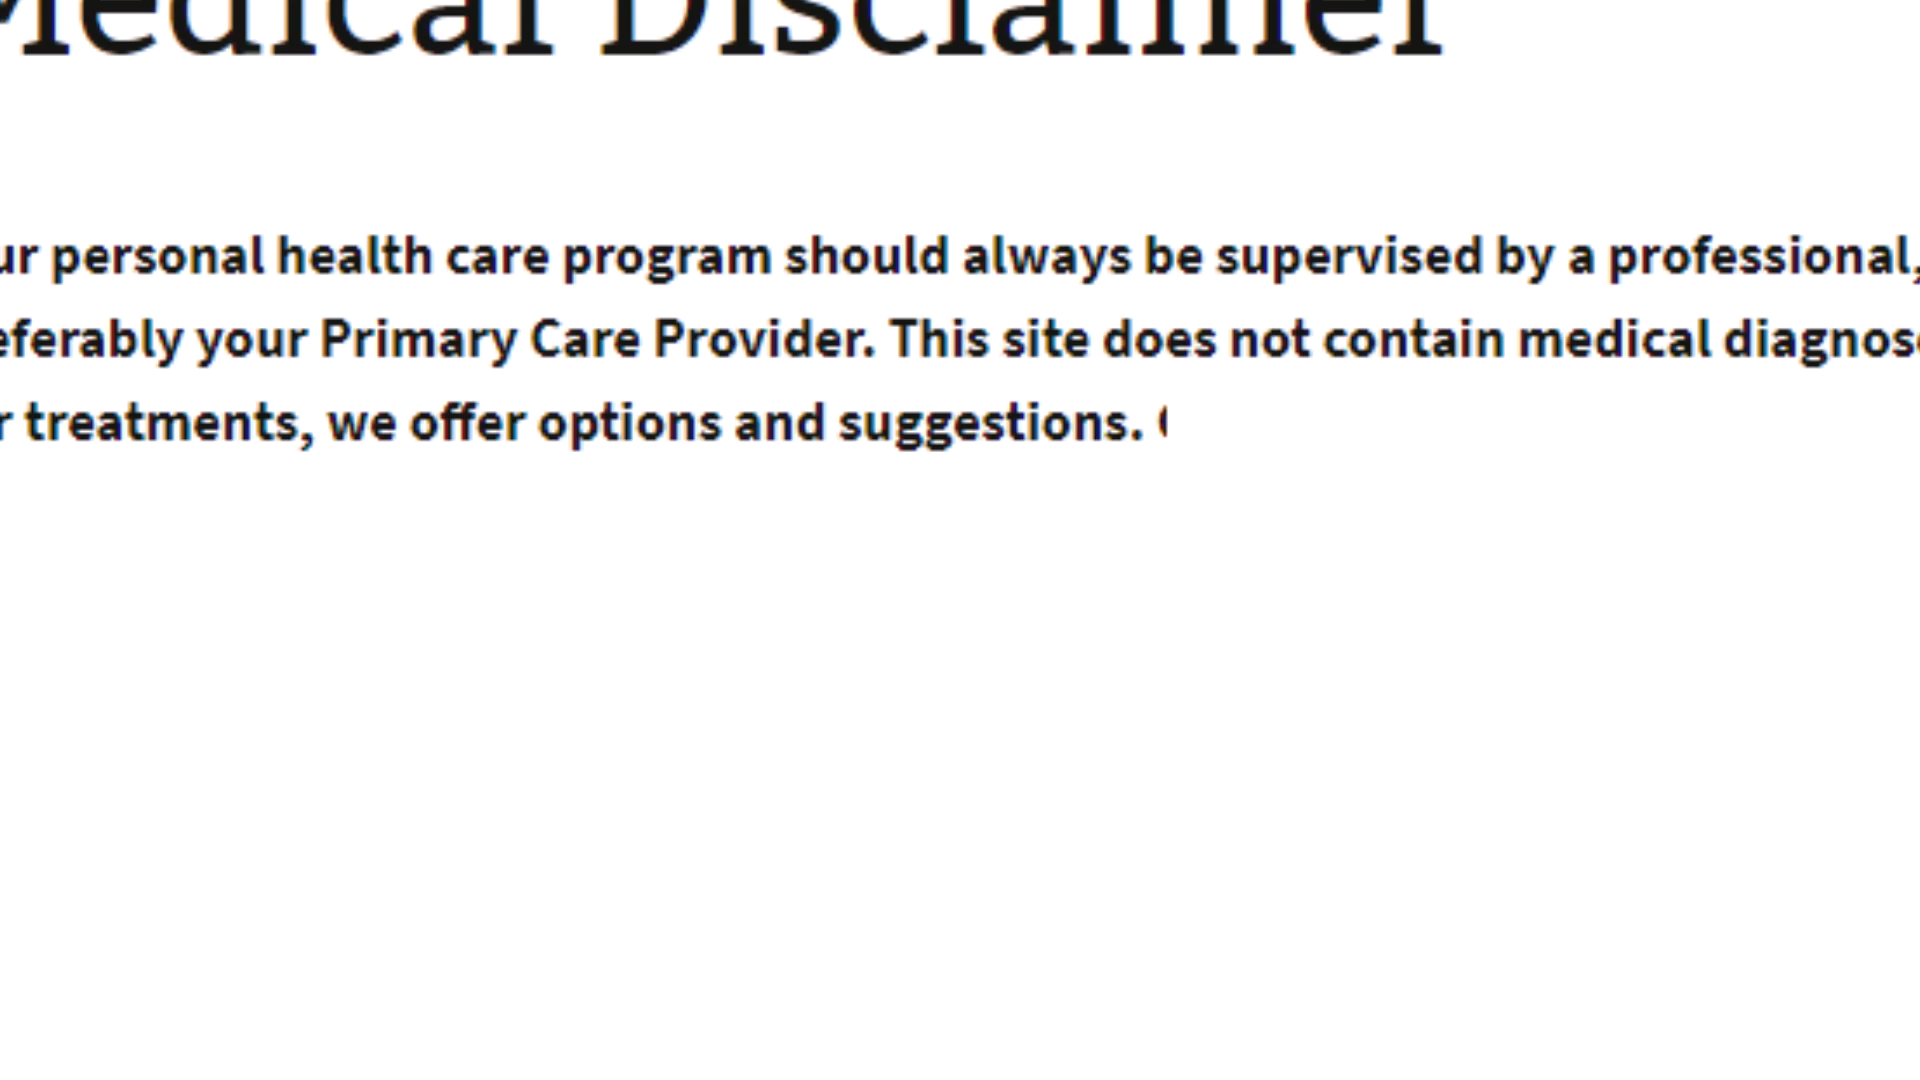 Medical Disclaimer
ur personal health care program should always be supervised by a professional,
eferably your Primary Care Provider. This site does not contain medical diagnose
r treatments, we offer options and suggestions.